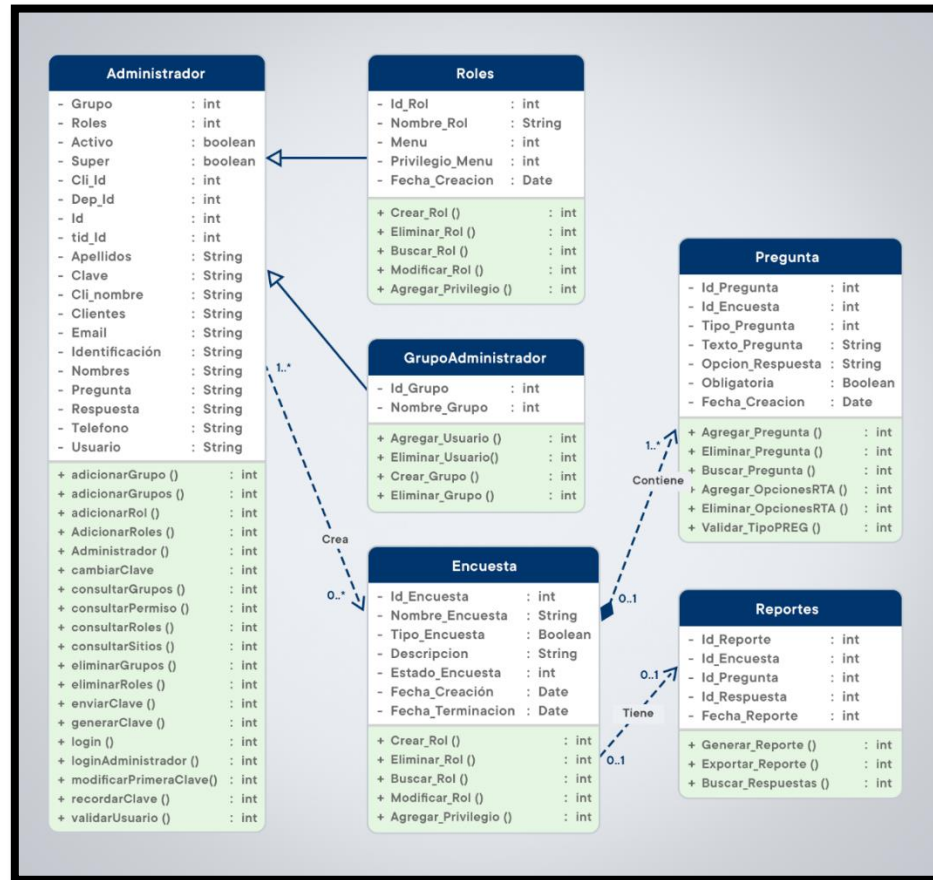 Administrador
- Grupo : int
- Roles : int
- Activo : boolean
- Super : boolean
- Cli_Id : int
- Dep_Id : int
- Id : int
- tid_Id : int
- Apellidos : String
- Clave : String
- Cli_nombre : String
- Clientes : String
- Email : String
- Identificación : String
- Nombres : String
- Pregunta : String
- Respuesta : String
- Telefono : String
- Usuario : String
+ adicionarGrupo () : int
+ adicionarGrupos () : int
+ adicionarRol () : int
+ AdicionarRoles () : int
+ Administrador () : int
+ cambiarClave : int
+ consultarGrupos () : int
+ consultarPermiso () : int
+ consultarRoles () : int
+ consultarSitios () : int
+ eliminarGrupos () : int
+ eliminarRoles () : int
+ enviarClave () : int
+ generarClave () : int
+ login () : int
+ loginAdministrador () : int
+ modificarPrimeraClave() : int
+ recordarClave () : int
+ validarUsuario () : int
Roles
- Id_Rol : int
- Nombre_Rol : String
- Menu : int
- Privilegio_Menu : int
- Fecha_Creacion : Date
+ Crear_Rol () : int
+ Eliminar_Rol () : int
+ Buscar_Rol () : int
+ Modificar_Rol () : int
+ Agregar_Privilegio () : int
GrupoAdministrador
- Id_Grupo : int
- Nombre_Grupo : int
+ Agregar_Usuario () : int
+ Eliminar_Usuario() : int
+ Crear_Grupo () : int
+ Eliminar_Grupo () : int
1..*
Crea
0..*
Encuesta
- Id_Encuesta : int
- Nombre_Encuesta : String
- Tipo_Encuesta : Boolean
- Descripcion : String
- Estado_Encuesta : int
- Fecha_Creación : Date
- Fecha_Terminacion : Date
+ Crear_Rol () : int
+ Eliminar_Rol () : int
+ Buscar_Rol () : int
+ Modificar_Rol () : int
+ Agregar_Privilegio () : int
Pregunta
- Id_Pregunta : int
- Id_Encuesta : int
- Tipo_Pregunta : int
- Texto_Pregunta : String
- Opcion_Respuesta : String
- Obligatoria : Boolean
- Fecha_Creacion : Date
+ Agregar_Pregunta () : int
+ Eliminar_Pregunta () : int
+ Buscar_Pregunta () : int
+ Agregar_OpcionesRTA () : int
+ Eliminar_OpcionesRTA () : int
+ Validar_TipoPREG () : int
1..*
Contiene
0..1
Reportes
- Id_Reporte : int
- Id_Encuesta : int
- Id_Pregunta : int
- Id_Respuesta : int
- Fecha_Reporte : int
+ Generar_Reporte () : int
+ Exportar_Reporte () : int
+ Buscar_Respuestas () : int
0..1
Tiene
0..1